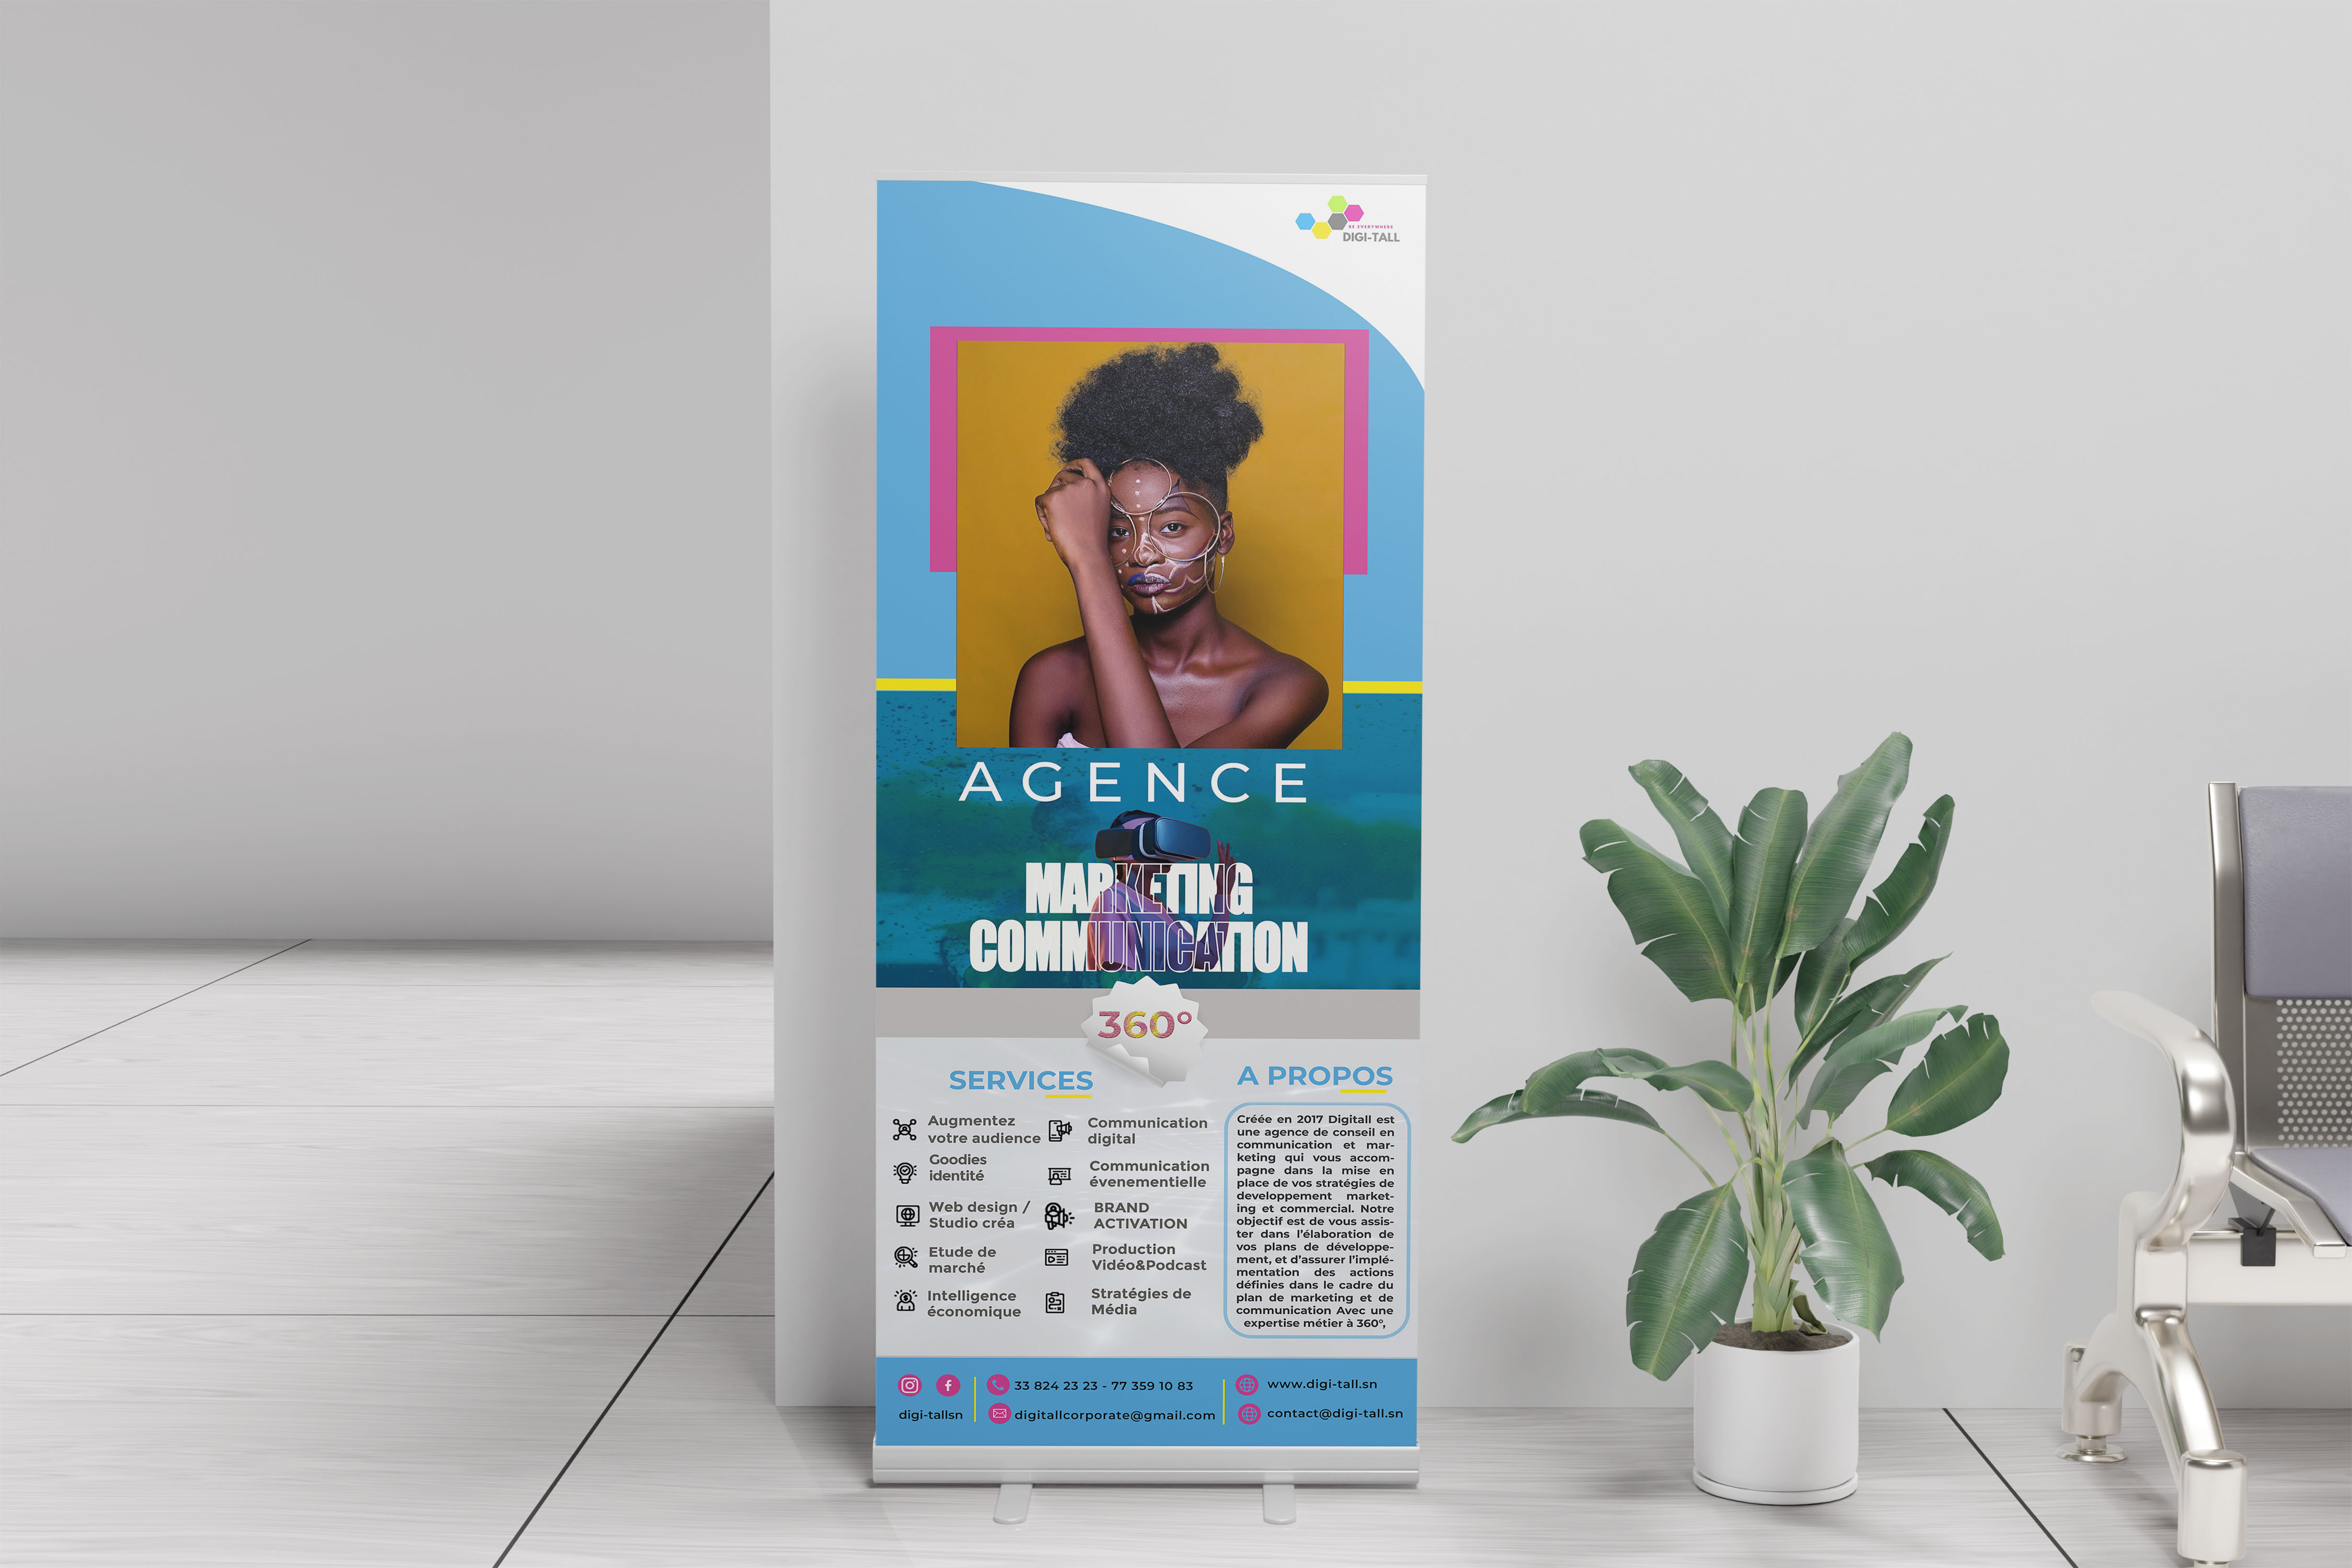 BE EVERYWHERE
DIGI-TALL
AGENCE
MARKETING
COMMUNICATION
360°
SERVICES
Augmentez
votre audience
Goodies
identité
Web design /
Studio créa
Etude de
marché
Intelligence
économique
Communication
digital
Communication
évenementielle
BRAND
ACTIVATION
Production
Vidéo&Podcast
Stratégies de
Média
A PROPOS
Créée en 2017 Digitall est
une agence de conseil en
communication et mar-
keting qui vous accom-
pagne dans la mise en
place de vos stratégies de
developpement market-
ing et commercial. Notre
objectif est de vous assis-
ter dans l'élaboration de
vos plans de développe-
ment, et d'assurer l'implé-
mentation des actions
définies dans le cadre du
plan de marketing et de
communication Avec une
expertise métier à 360°,
digi-tallsn
33 824 23 23 - 77 359 10 83
digitallcorporate@gmail.com
www.digi-tall.sn
contact@digi-tall.sn